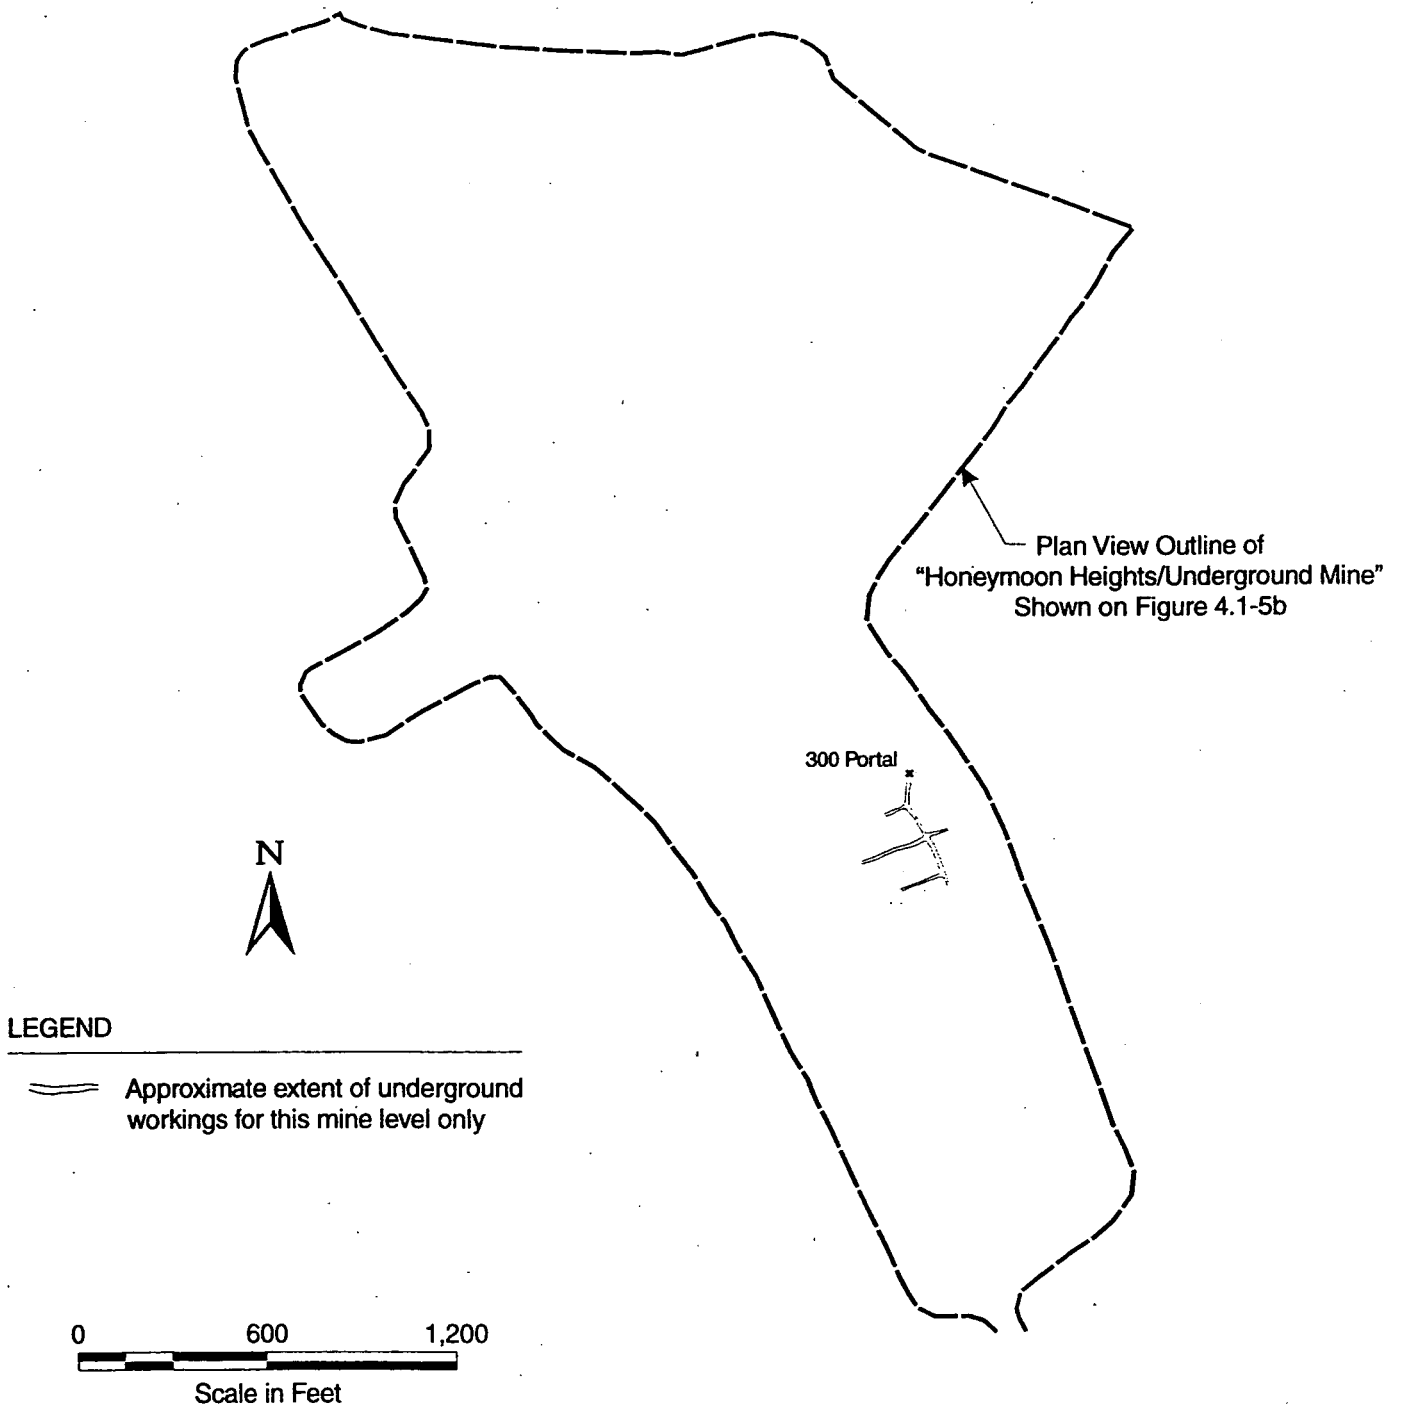 Plan View Outline of
“Honeymoon Heights/Underground Mine”
Shown on Figure 4.1-5b
300 Portal
N
LEGEND
Approximate extent of underground
workings for this mine level only
0 600 1,200
Scale in Feet